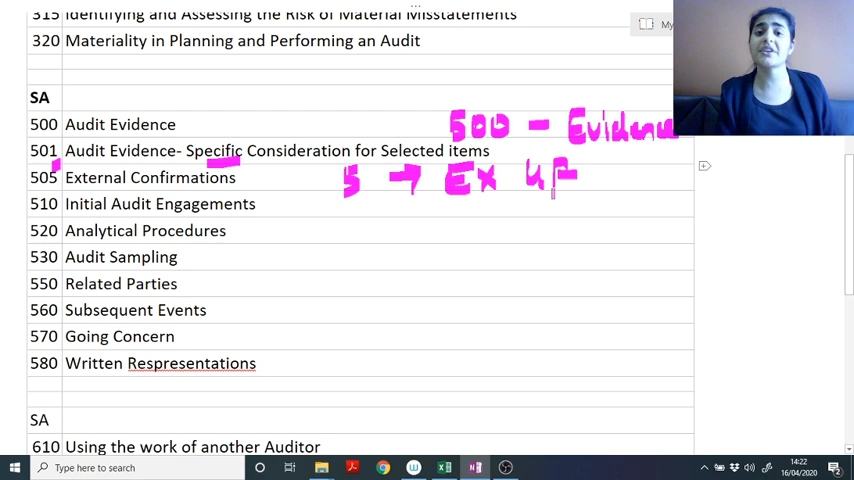 315 Identifying and Assessing the Risk of Material Misstatements
My
320 Materiality in Planning and Performing an Audit
SA
500 Audit Evidence
500 - Evidence
501 Audit Evidence- Specific Consideration for Selected items
505 External Confirmations
5 → Ex
510 Initial Audit Engagements
520 Analytical Procedures
530 Audit Sampling
550 Related Parties
560 Subsequent Events
570 Going Concern
580 Written Respresentations
SA
610 Using the work of another Auditor
Type here to search
14:22
16/04/2020
2